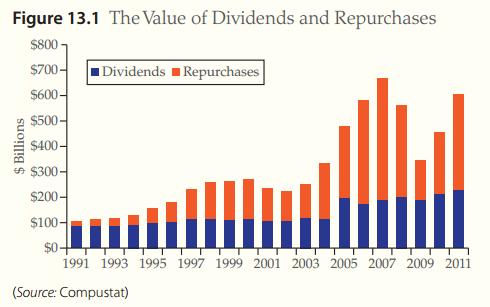 Figure 13.1 The Value of Dividends and Repurchases
$800
$700
$600
$500
$400
$300
$200
$100
$0
$ Billions
Dividends Repurchases
1991 1993 1995 1997 1999 2001 2003 2005 2007 2009 2011
(Source: Compustat)